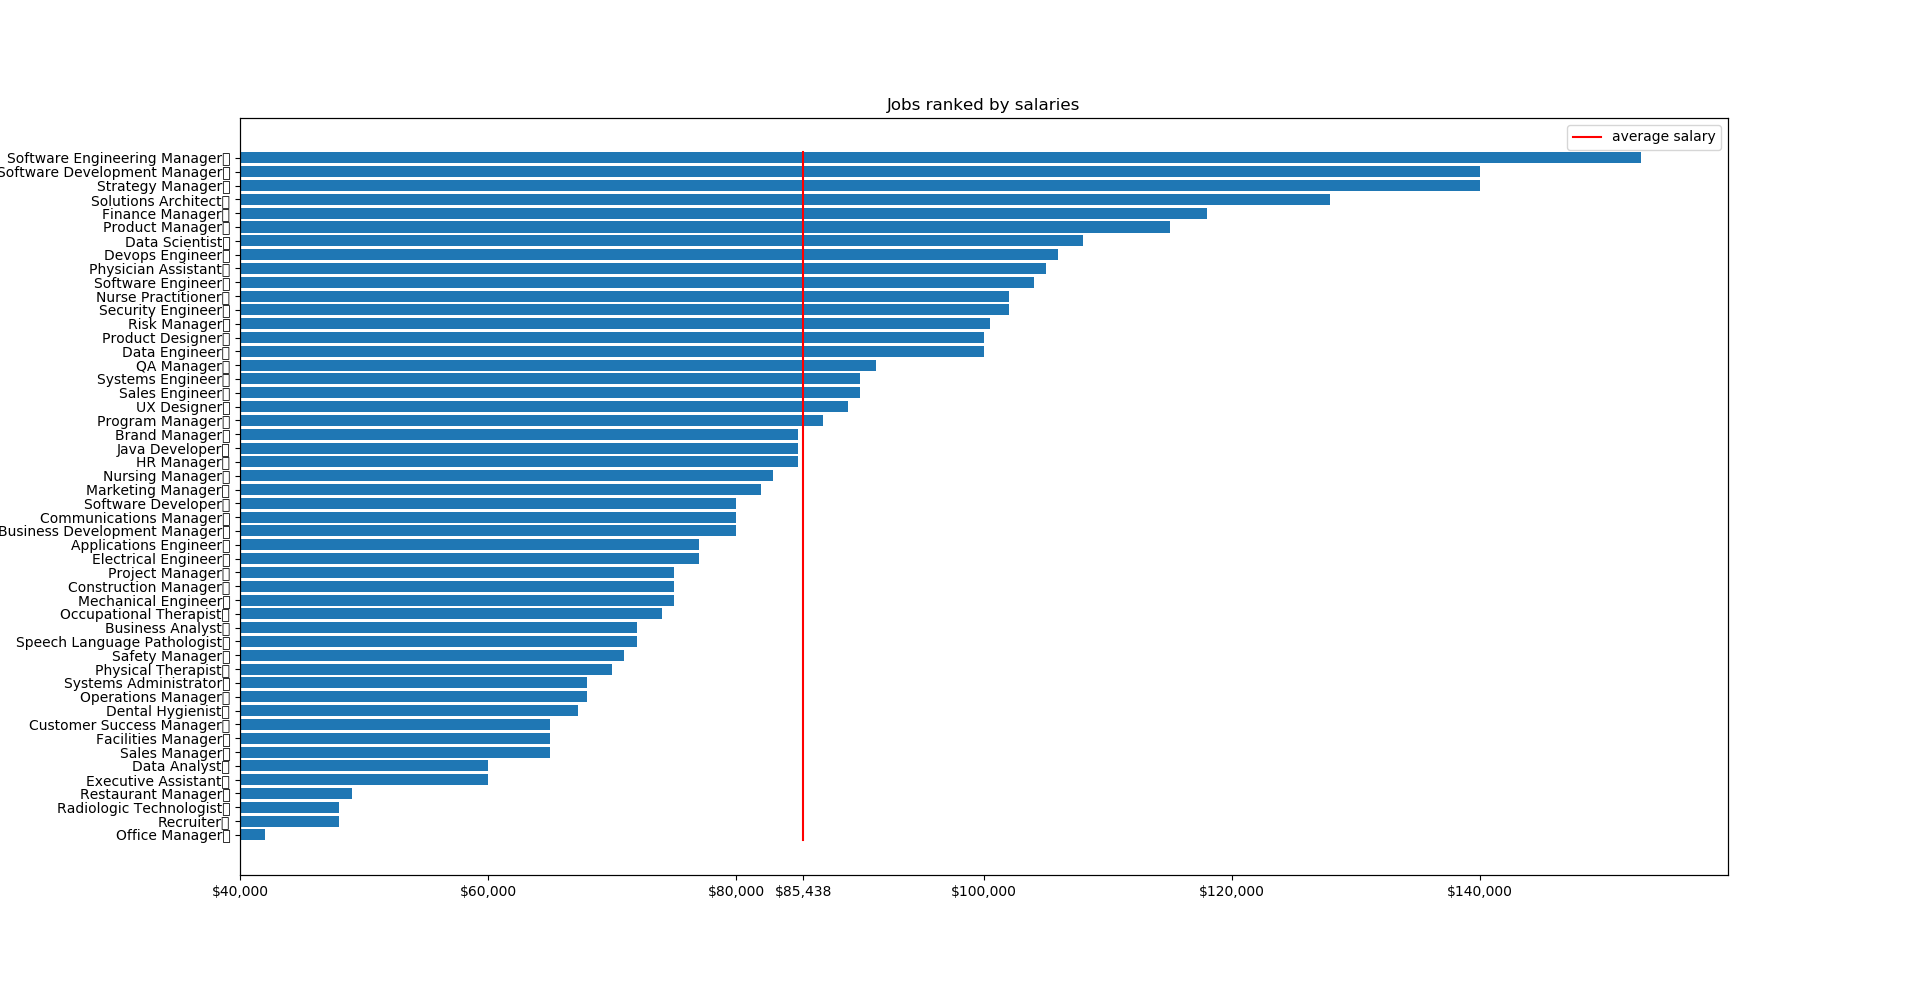 Jobs ranked by salaries
average salary
Software Engineering Manager
Software Development Manager
Strategy Manager
Solutions Architect
Finance Manager
Product Manager
Data Scientist
Devops Engineer
Physician Assistant
Software Engineer
Nurse Practitioner
Security Engineer
Risk Manager
Product Designer
Data Engineer
QA Manager
Systems Engineer
Sales Engineer
UX Designer
Program Manager
Brand Manager
Java Developer
HR Manager
Nursing Manager
Marketing Manager
Software Developer
Communications Manager
Business Development Manager
Applications Engineer
Electrical Engineer
Project Manager
Construction Manager
Mechanical Engineer
Occupational Therapist
Business Analyst
Speech Language Pathologist
Safety Manager
Physical Therapist
Systems Administrator
Operations Manager
Dental Hygienist
Customer Success Manager
Facilities Manager
Sales Manager
Data Analyst
Executive Assistant
Restaurant Manager
Radiologic Technologist
Recruiter
Office Manager
$40,000 $60,000 $80,000 $85,438 $100,000 $120,000 $140,000